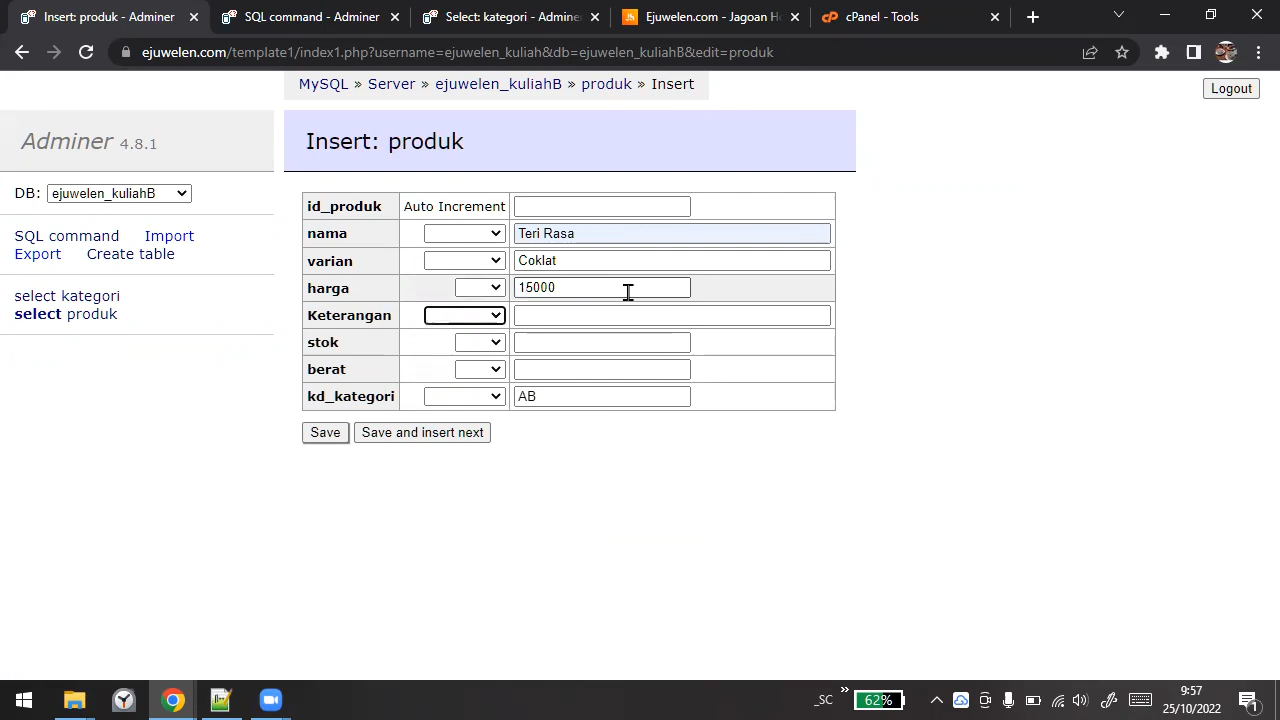 Insert: produk - Adminer
SQL command - Adminer
Select: kategori - Adminer
Ejuwelen.com - Jagoan H
cPanel - Tools
ejuwelen.com/template1/index1.php?username=ejuwelen_kuliah&db=ejuwelen_kuliahB&edit=produk
MySQL » Server » ejuwelen_kuliahB » produk » Insert
Logout
Adminer 4.8.1
Insert: produk
DB: ejuwelen_kuliahB
SQL command Import
Export Create table
select kategori
select produk
id_produk Auto Increment
nama Teri Rasa
varian Coklat
harga 15000
Keterangan
stok
berat
kd_kategori AB
Save Save and insert next
_SC
62%
9:57
25/10/2022
1